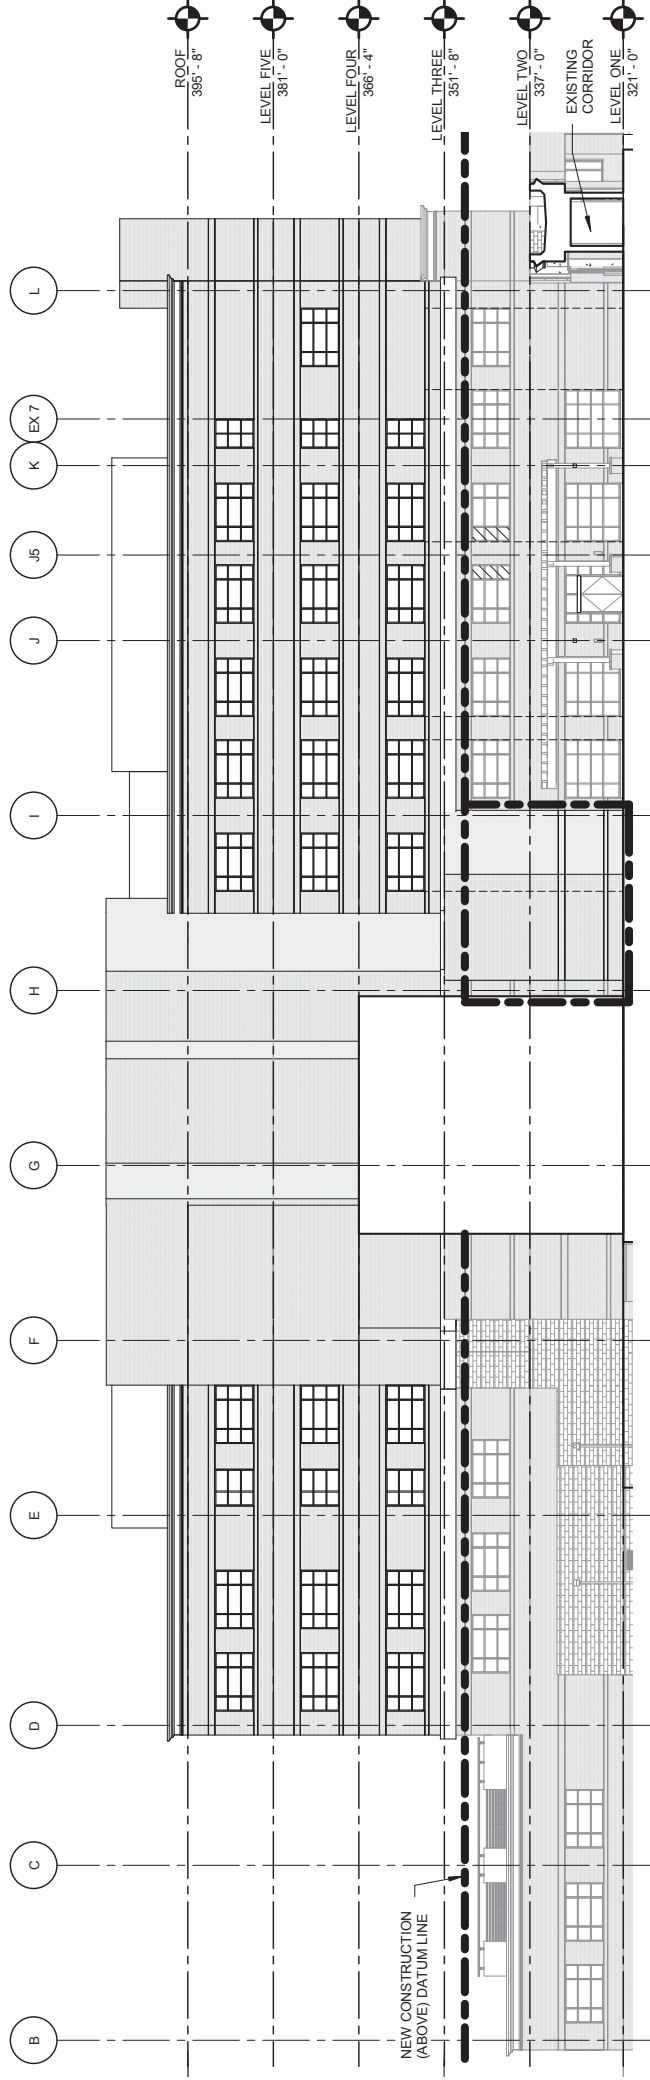 L
EX 7
K
J5
J
I
H
G
F
E
D
C
B
ROOF
395' - 8"
LEVEL FIVE
381' - 0"
LEVEL FOUR
366' - 4"
LEVEL THREE
351' - 8"
LEVEL TWO
337' - 0"
EXISTING
CORRIDOR
LEVEL ONE
321' - 0"
NEW CONSTRUCTION
(ABOVE) DATUM LINE